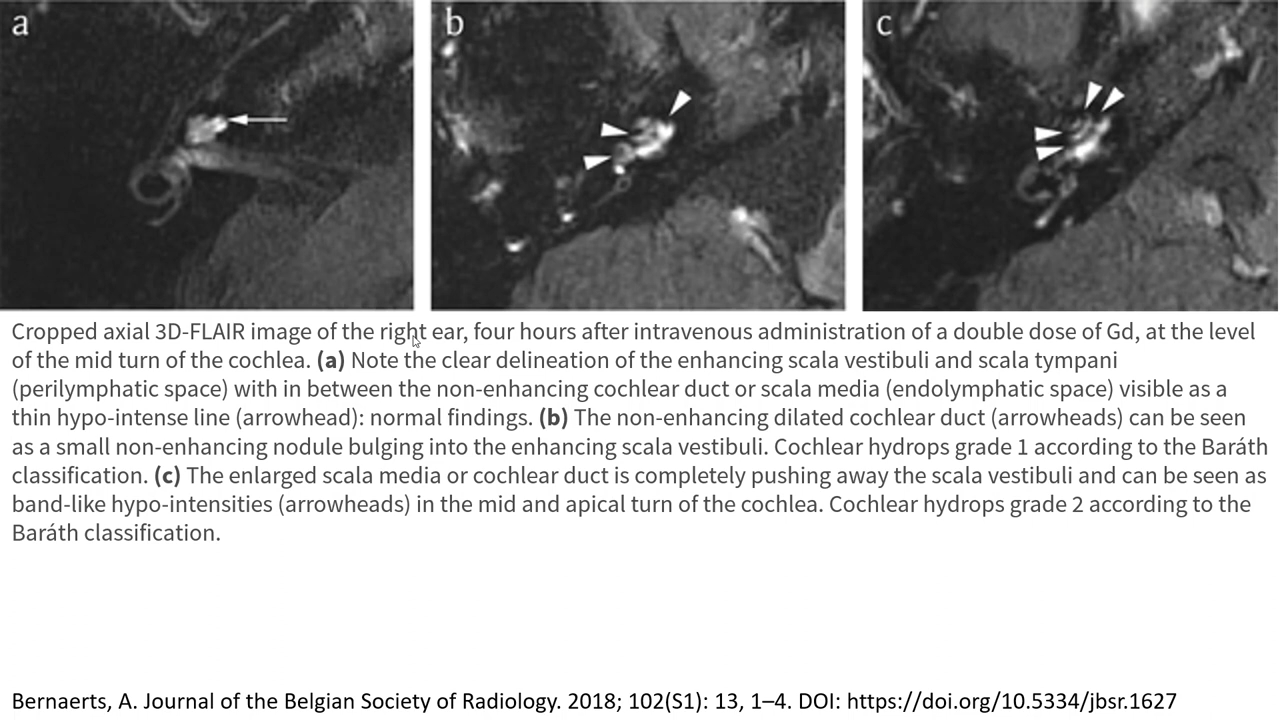 a b c
Cropped axial 3D-FLAIR image of the right ear, four hours after intravenous administration of a double dose of Gd, at the level
of the mid turn of the cochlea. (a) Note the clear delineation of the enhancing scala vestibuli and scala tympani
(perilymphatic space) with in between the non-enhancing cochlear duct or scala media (endolymphatic space) visible as a
thin hypo-intense line (arrowhead): normal findings. (b) The non-enhancing dilated cochlear duct (arrowheads) can be seen
as a small non-enhancing nodule bulging into the enhancing scala vestibuli. Cochlear hydrops grade 1 according to the Baráth
classification. (c) The enlarged scala media or cochlear duct is completely pushing away the scala vestibuli and can be seen as
band-like hypo-intensities (arrowheads) in the mid and apical turn of the cochlea. Cochlear hydrops grade 2 according to the
Baráth classification.
Bernaerts, A. Journal of the Belgian Society of Radiology. 2018; 102(S1): 13, 1–4. DOI: https://doi.org/10.5334/jbsr.1627